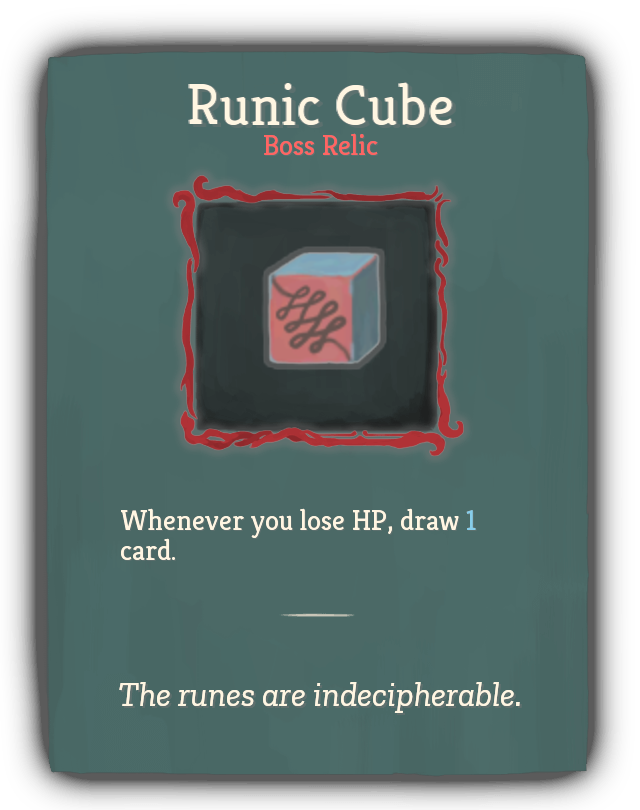 Runic Cube
Boss Relic
Whenever you lose HP, draw 1
card.
The runes are indecipherable.